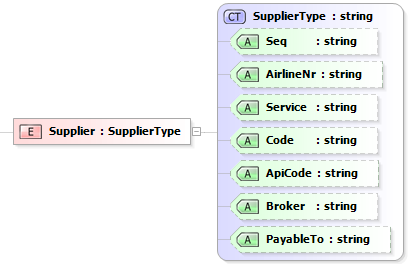 CT SupplierType : string
A Seq : string
A AirlineNr : string
A Service : string
E Supplier : SupplierType
A Code : string
A ApiCode : string
A Broker : string
A PayableTo : string